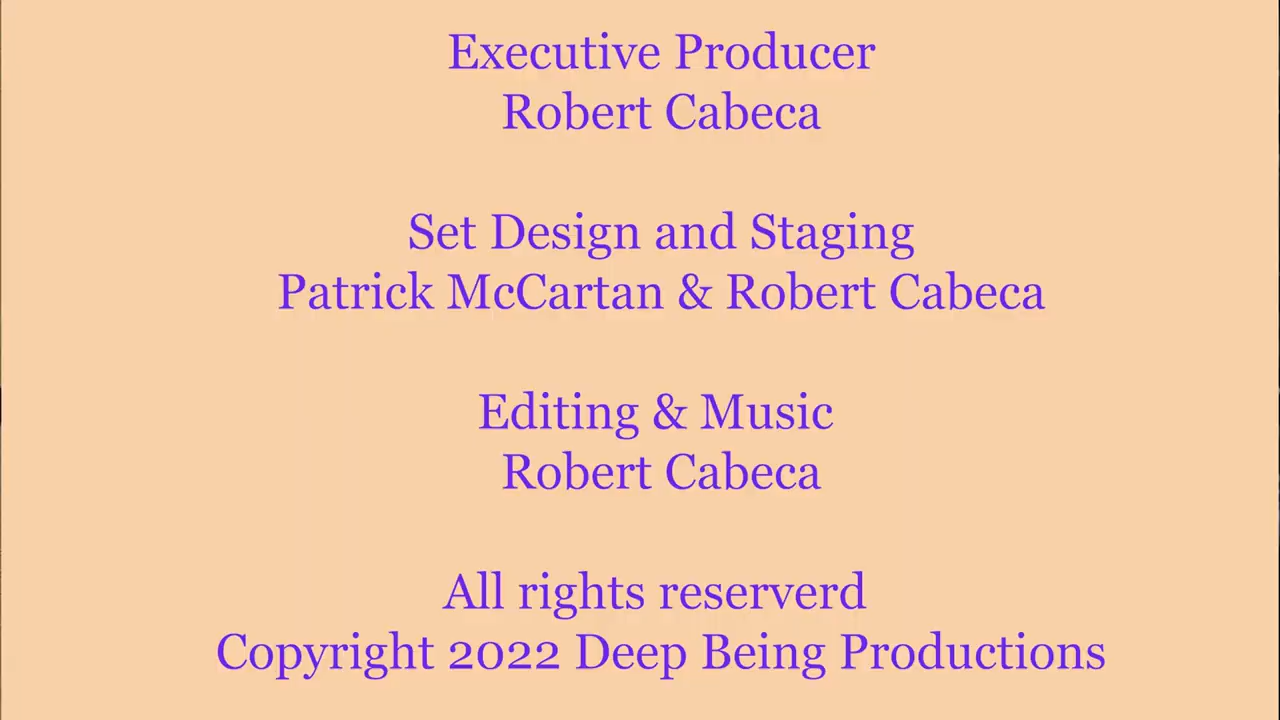 Executive Producer
Robert Cabeca
Set Design and Staging
Patrick McCartan & Robert Cabeca
Editing & Music
Robert Cabeca
All rights reserverd
Copyright 2022 Deep Being Productions